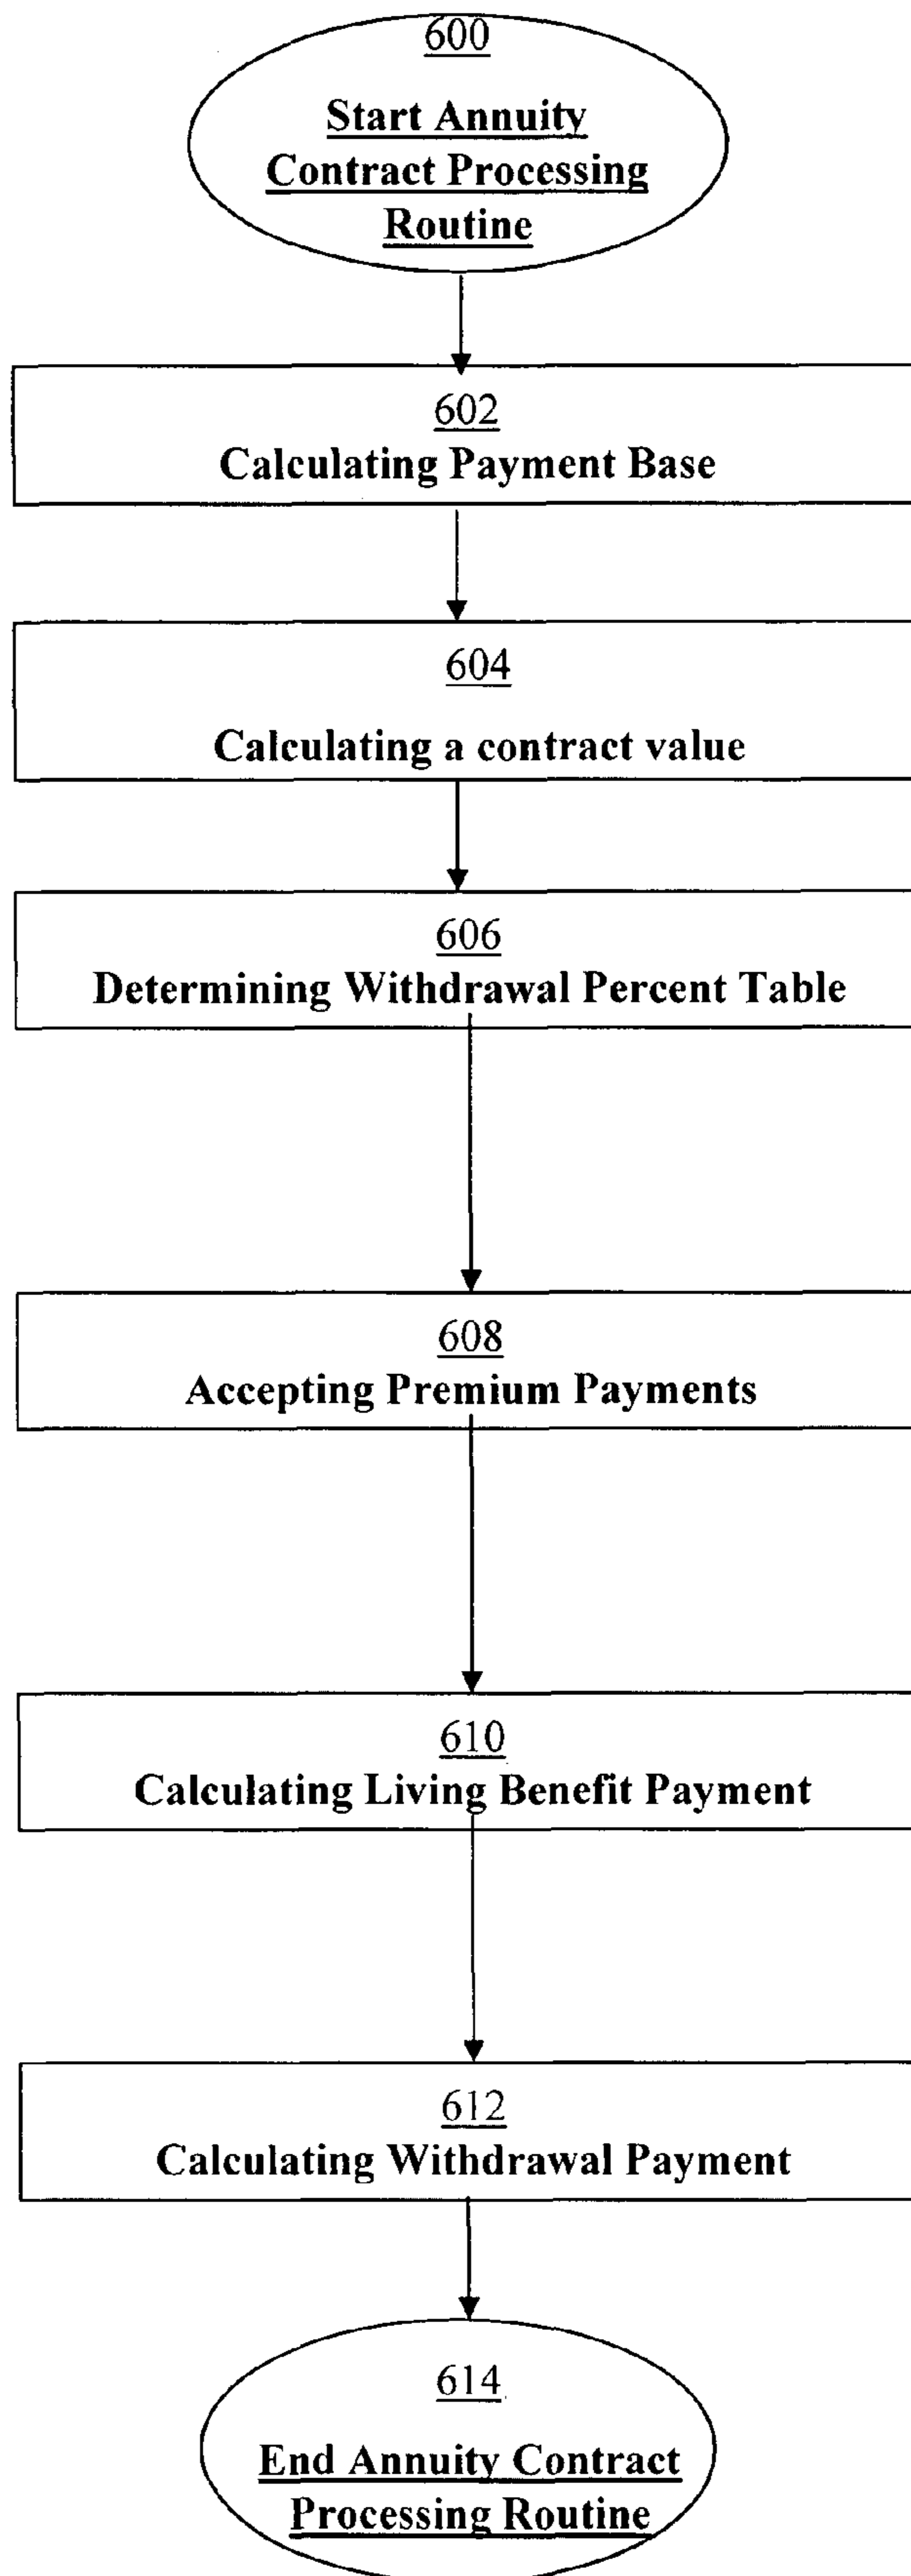 600
Start Annuity
Contract Processing
Routine
602
Calculating Payment Base
604
Calculating a contract value
606
Determining Withdrawal Percent Table
608
Accepting Premium Payments
610
Calculating Living Benefit Payment
612
Calculating Withdrawal Payment
614
End Annuity Contract
Processing Routine